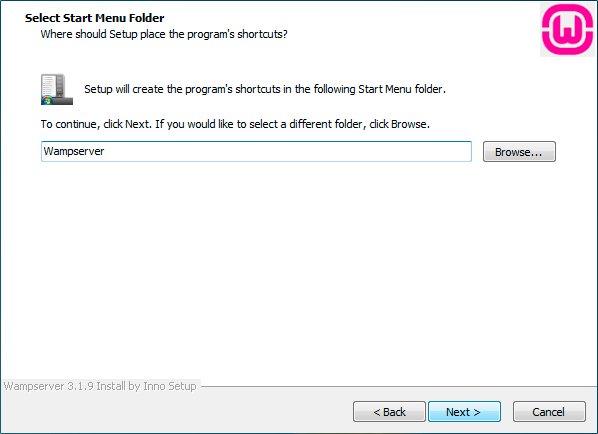 Select Start Menu Folder
Where should Setup place the program's shortcuts?
W
Setup will create the program's shortcuts in the following Start Menu folder.
To continue, click Next. If you would like to select a different folder, click Browse.
Wampserver
Browse...
Wampserver 3.1.9 Install by Inno Setup
< Back
Next >
Cancel